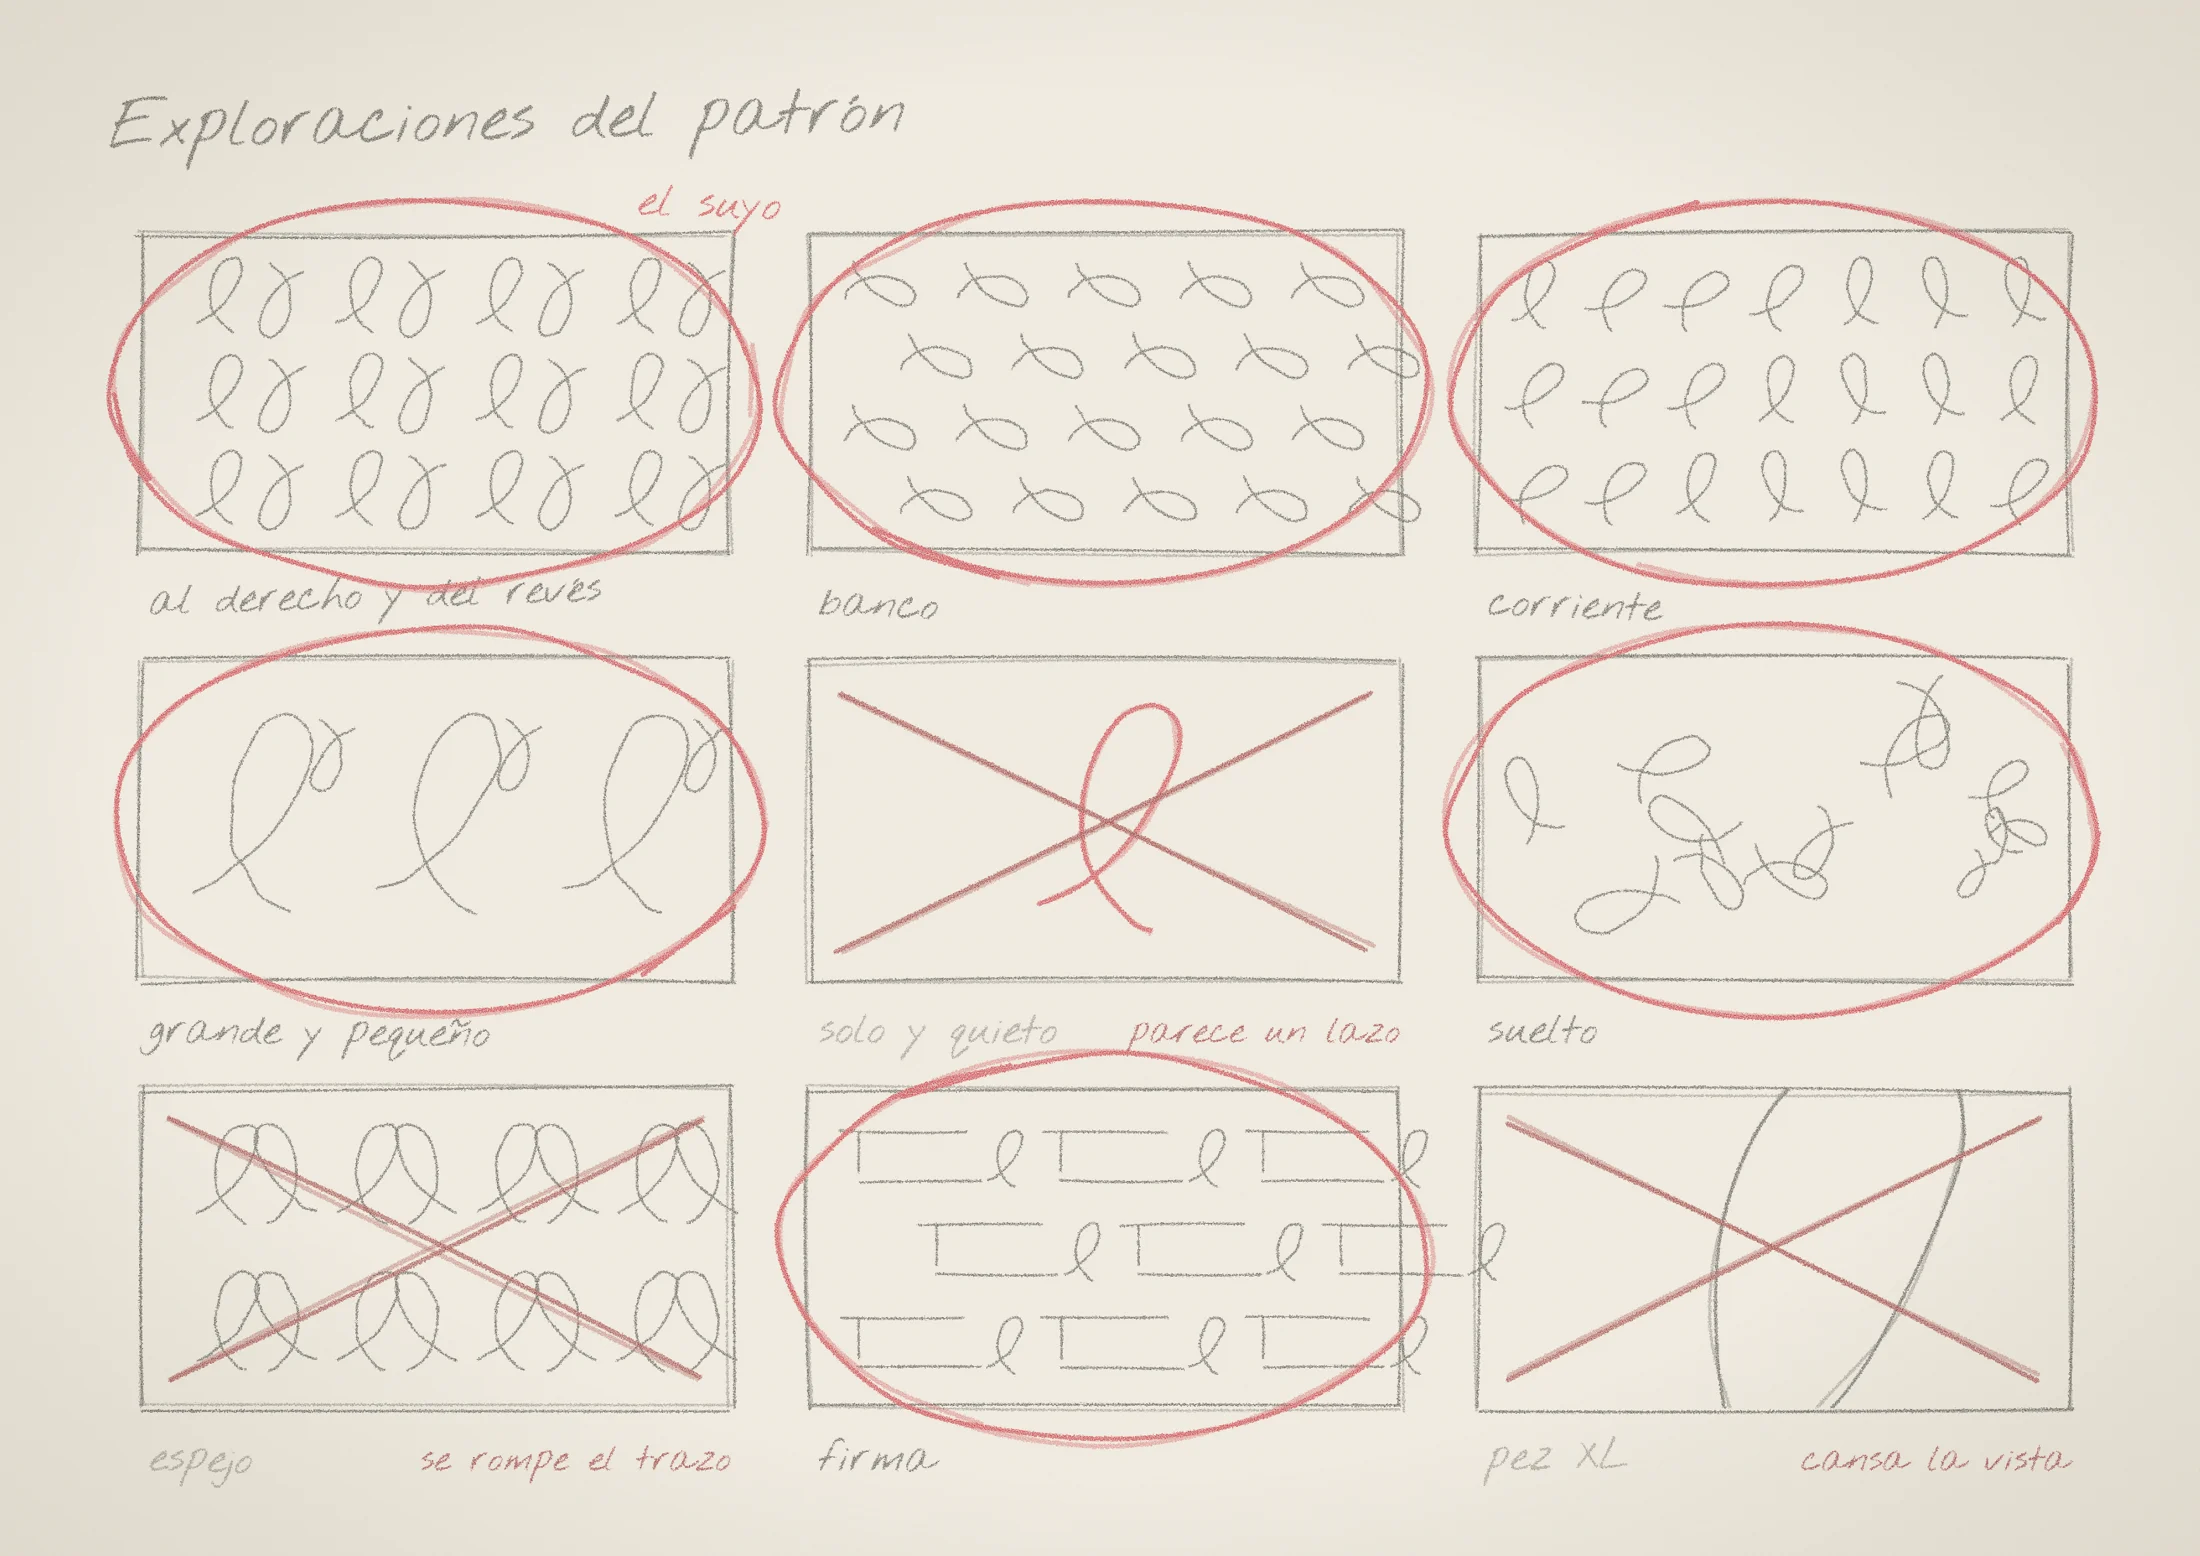 Exploraciones del patrón
el suyo
al derecho y del revés
banco
corriente
grande y pequeño
solo y quieto
parece un lazo
suelto
espejo
se rompe el trazo
firma
pez XL
cansa la vista